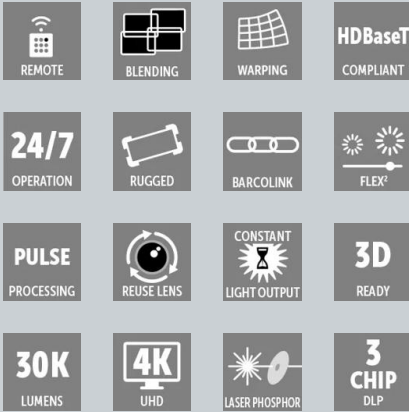 REMOTE
BLENDING
WARPING
HDBaseT
COMPLIANT
24/7
OPERATION
RUGGED
BARCOLINK
FLEX²
PULSE
PROCESSING
REUSE LENS
CONSTANT
LIGHT OUTPUT
3D
READY
30K
LUMENS
4K
UHD
LASER PHOSPHOR
3
CHIP
DLP